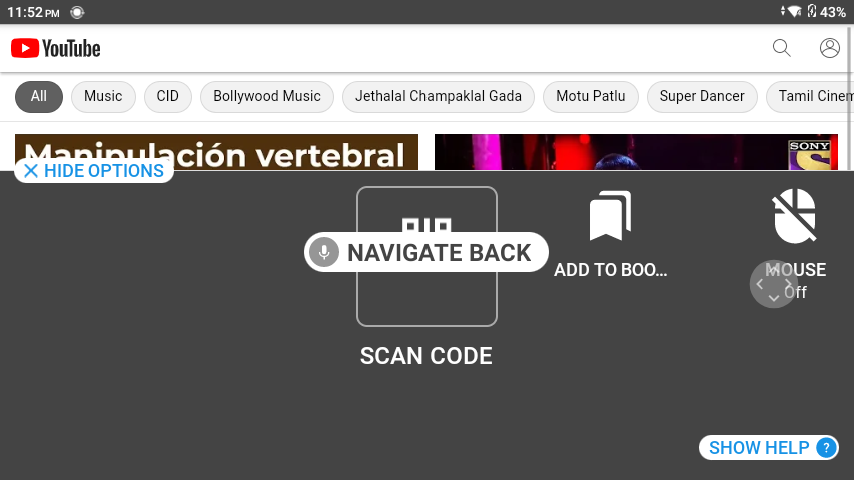 11:52 PM
43%
YouTube
All
Music
CID
Bollywood Music
Jethalal Champaklal Gada
Motu Patlu
Super Dancer
Tamil Cinem
Manipulación vertebral
SONY
S
HIDE OPTIONS
NAVIGATE BACK
ADD TO BOO...
MOUSE
Off
SCAN CODE
SHOW HELP ?